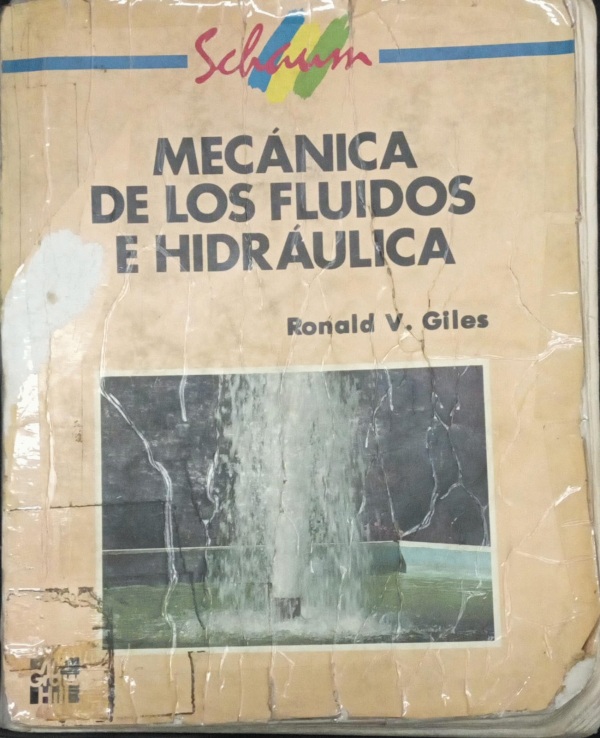 Schaum
MECÁNICA
DE LOS FLUIDOS
E HIDRÁULICA
Ronald V. Giles